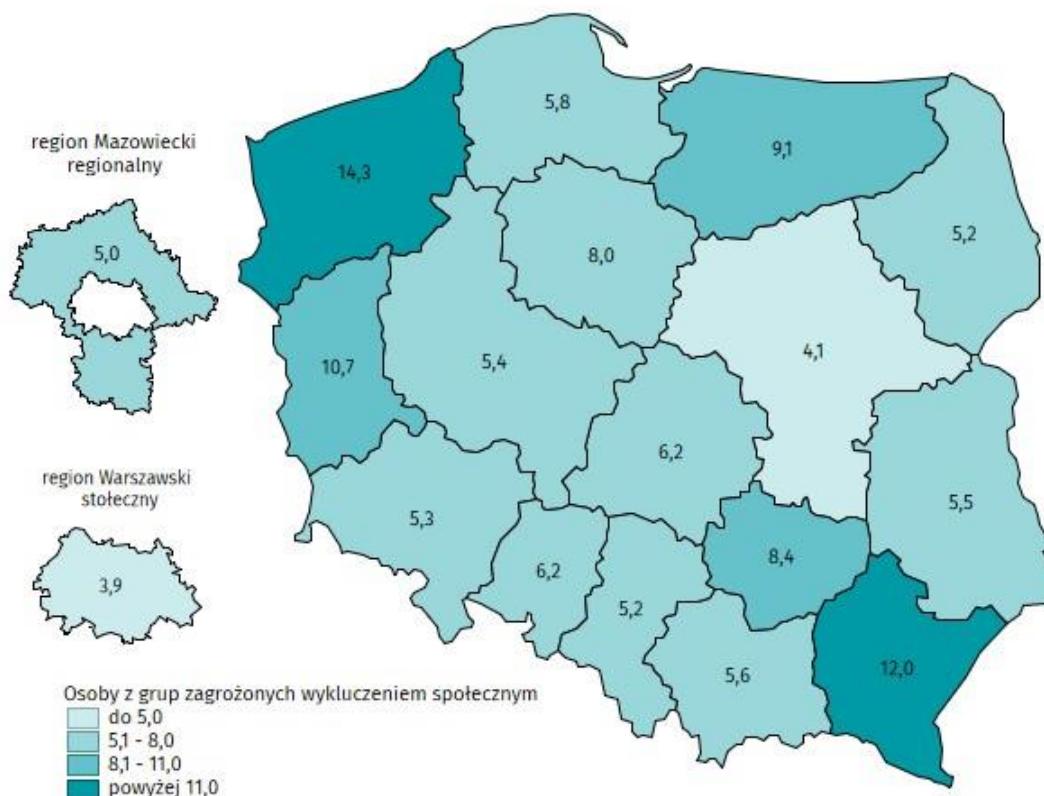 region Mazowiecki
regionalny
5,0
region Warszawski
stołeczny
3,9
14,3
5,8
9,1
5,2
8,0
10,7
5,4
4,1
6,2
5,5
5,3
6,2
5,2
8,4
5,6
12,0
Osoby z grup zagrożonych wykluczeniem społecznym
do 5,0
5,1 - 8,0
8,1 - 11,0
powyżej 11,0